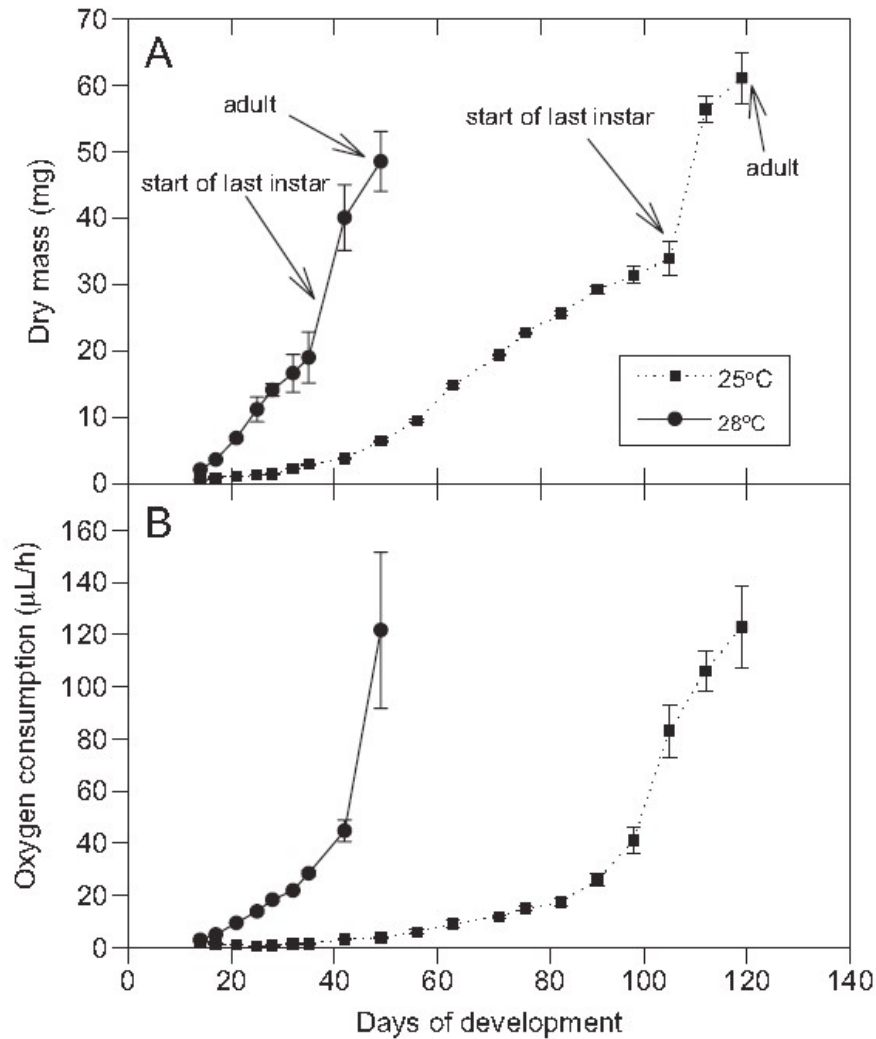 A
70
60
50
40
30
20
10
0
Dry mass (mg)
adult
start of last instar
start of last instar
adult
25°C
28°C
B
160
140
120
100
80
60
40
20
0
Oxygen consumption (µL/h)
0 20 40 60 80 100 120 140
Days of development